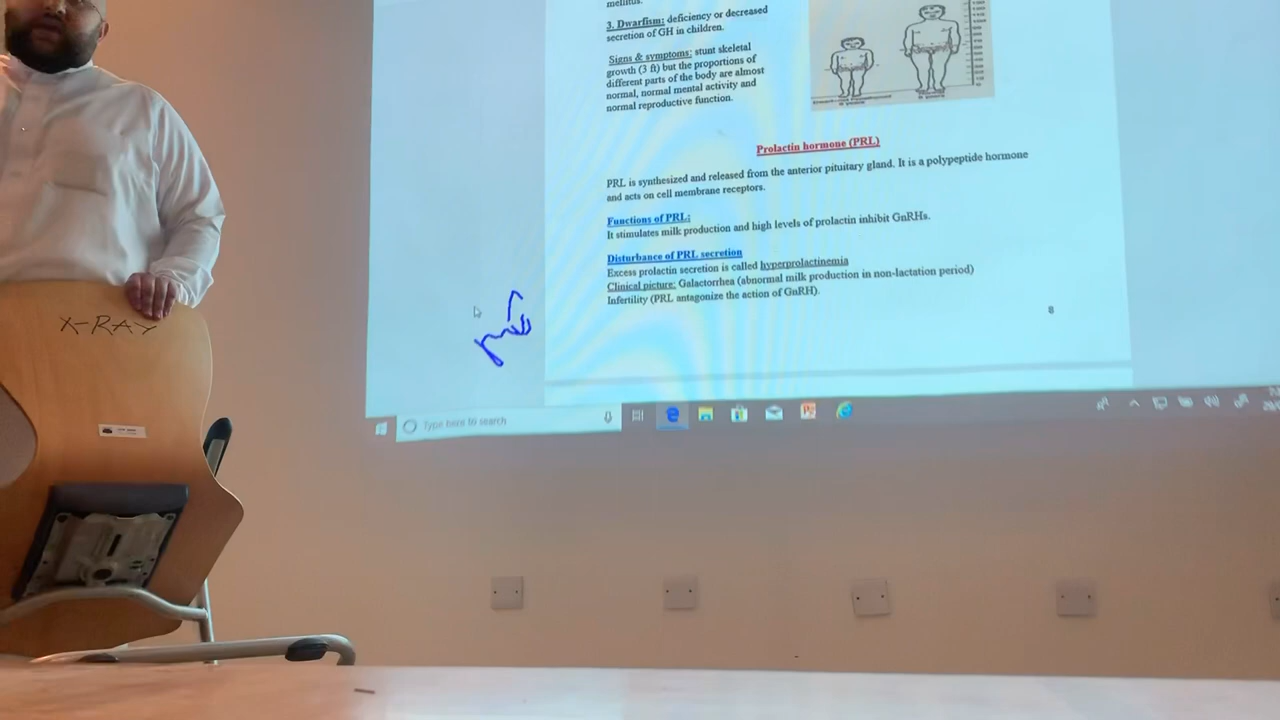 mellitus.
3. Dwarfism: deficiency or decreased
secretion of GH in children.
Signs & symptoms: stunt skeletal
growth (3 ft) but the proportions of
different parts of the body are almost
normal, normal mental activity and
normal reproductive function.
Prolactin hormone (PRL)
PRL is synthesized and released from the anterior pituitary gland. It is a polypeptide hormone
and acts on cell membrane receptors.
Functions of PRL:
It stimulates milk production and high levels of prolactin inhibit GnRHs.
Disturbance of PRL secretion
Excess prolactin secretion is called hyperprolactinemia
Clinical picture: Galactorrhea (abnormal milk production in non-lactation period)
Infertility (PRL antagonize the action of GnRH).
8
Type here to search
X-RAY